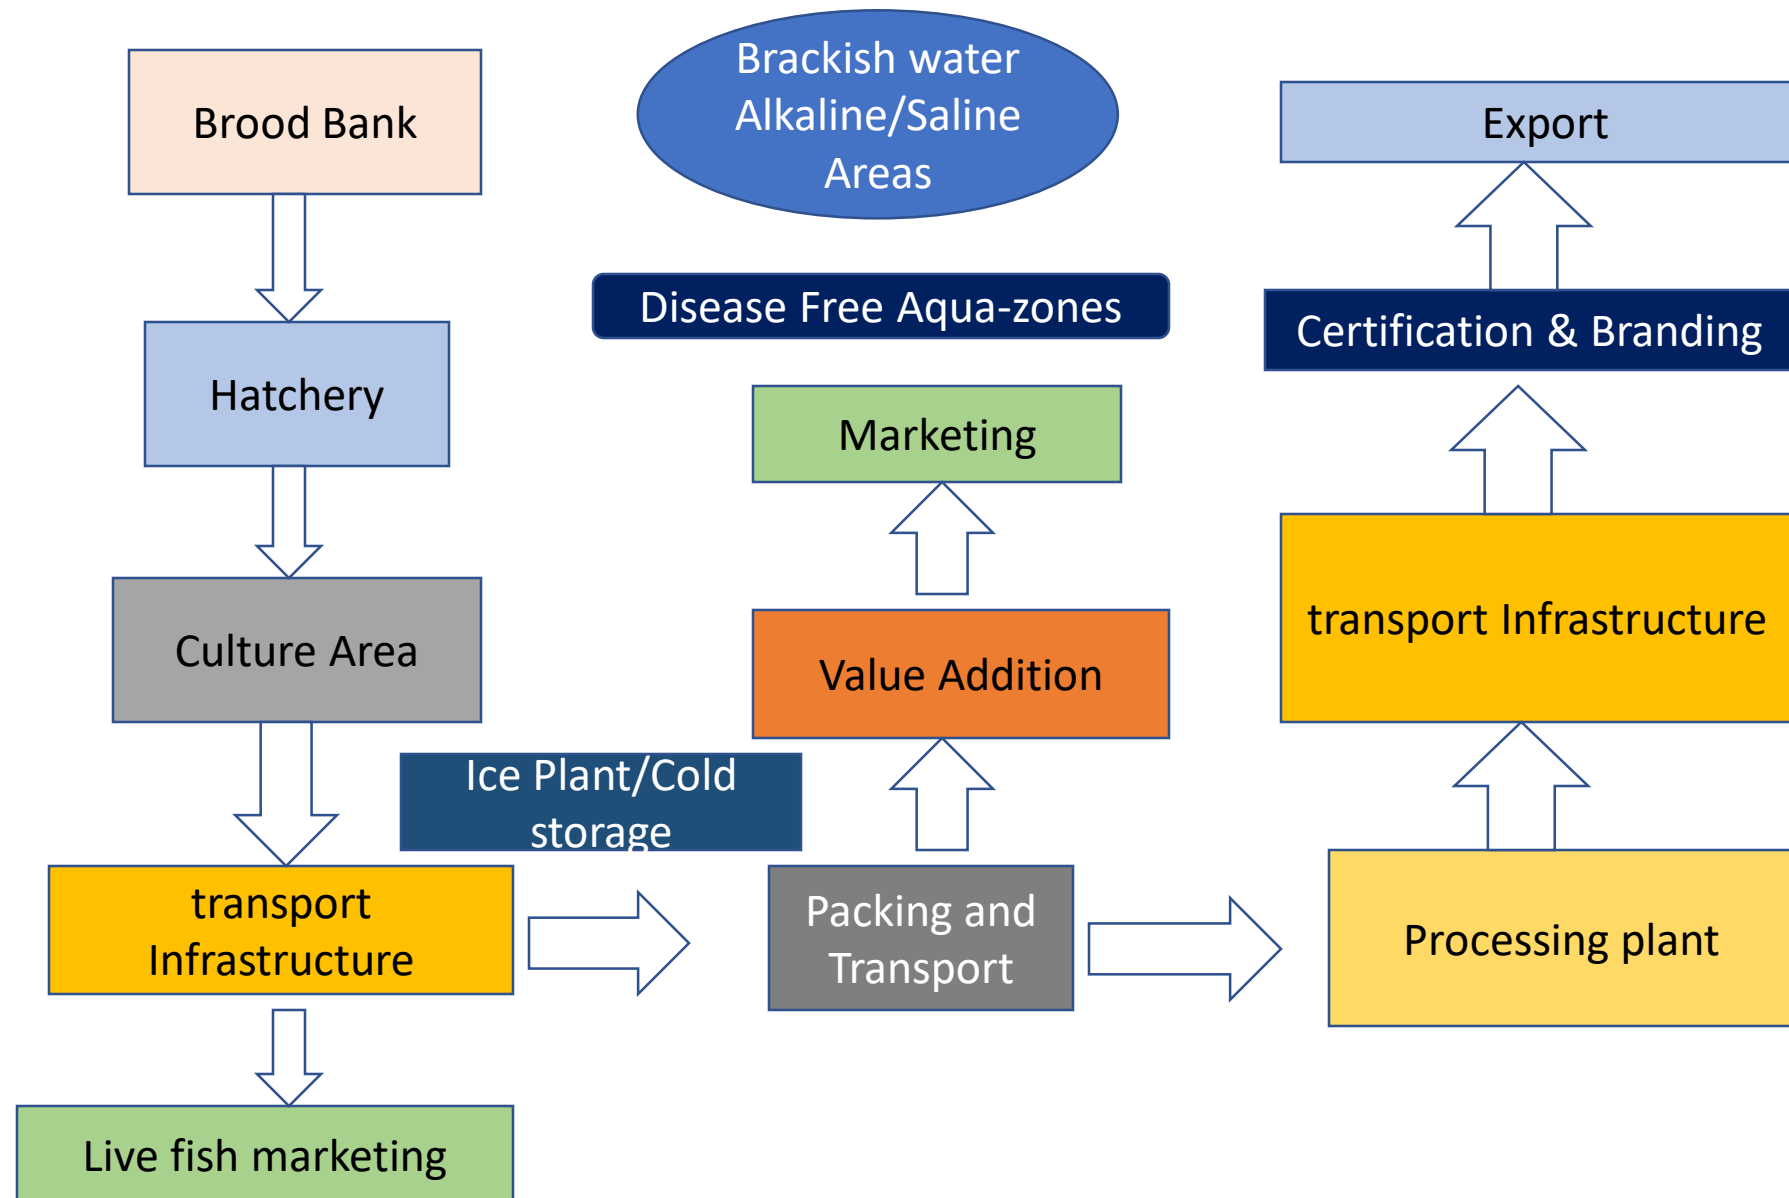 Brood Bank
Hatchery
Culture Area
transport
Infrastructure
Live fish marketing
Brackish water
Alkaline/Saline
Areas
Disease Free Aqua-zones
Marketing
Value Addition
Ice Plant/Cold
storage
Packing and
Transport
Export
Certification & Branding
transport Infrastructure
Processing plant